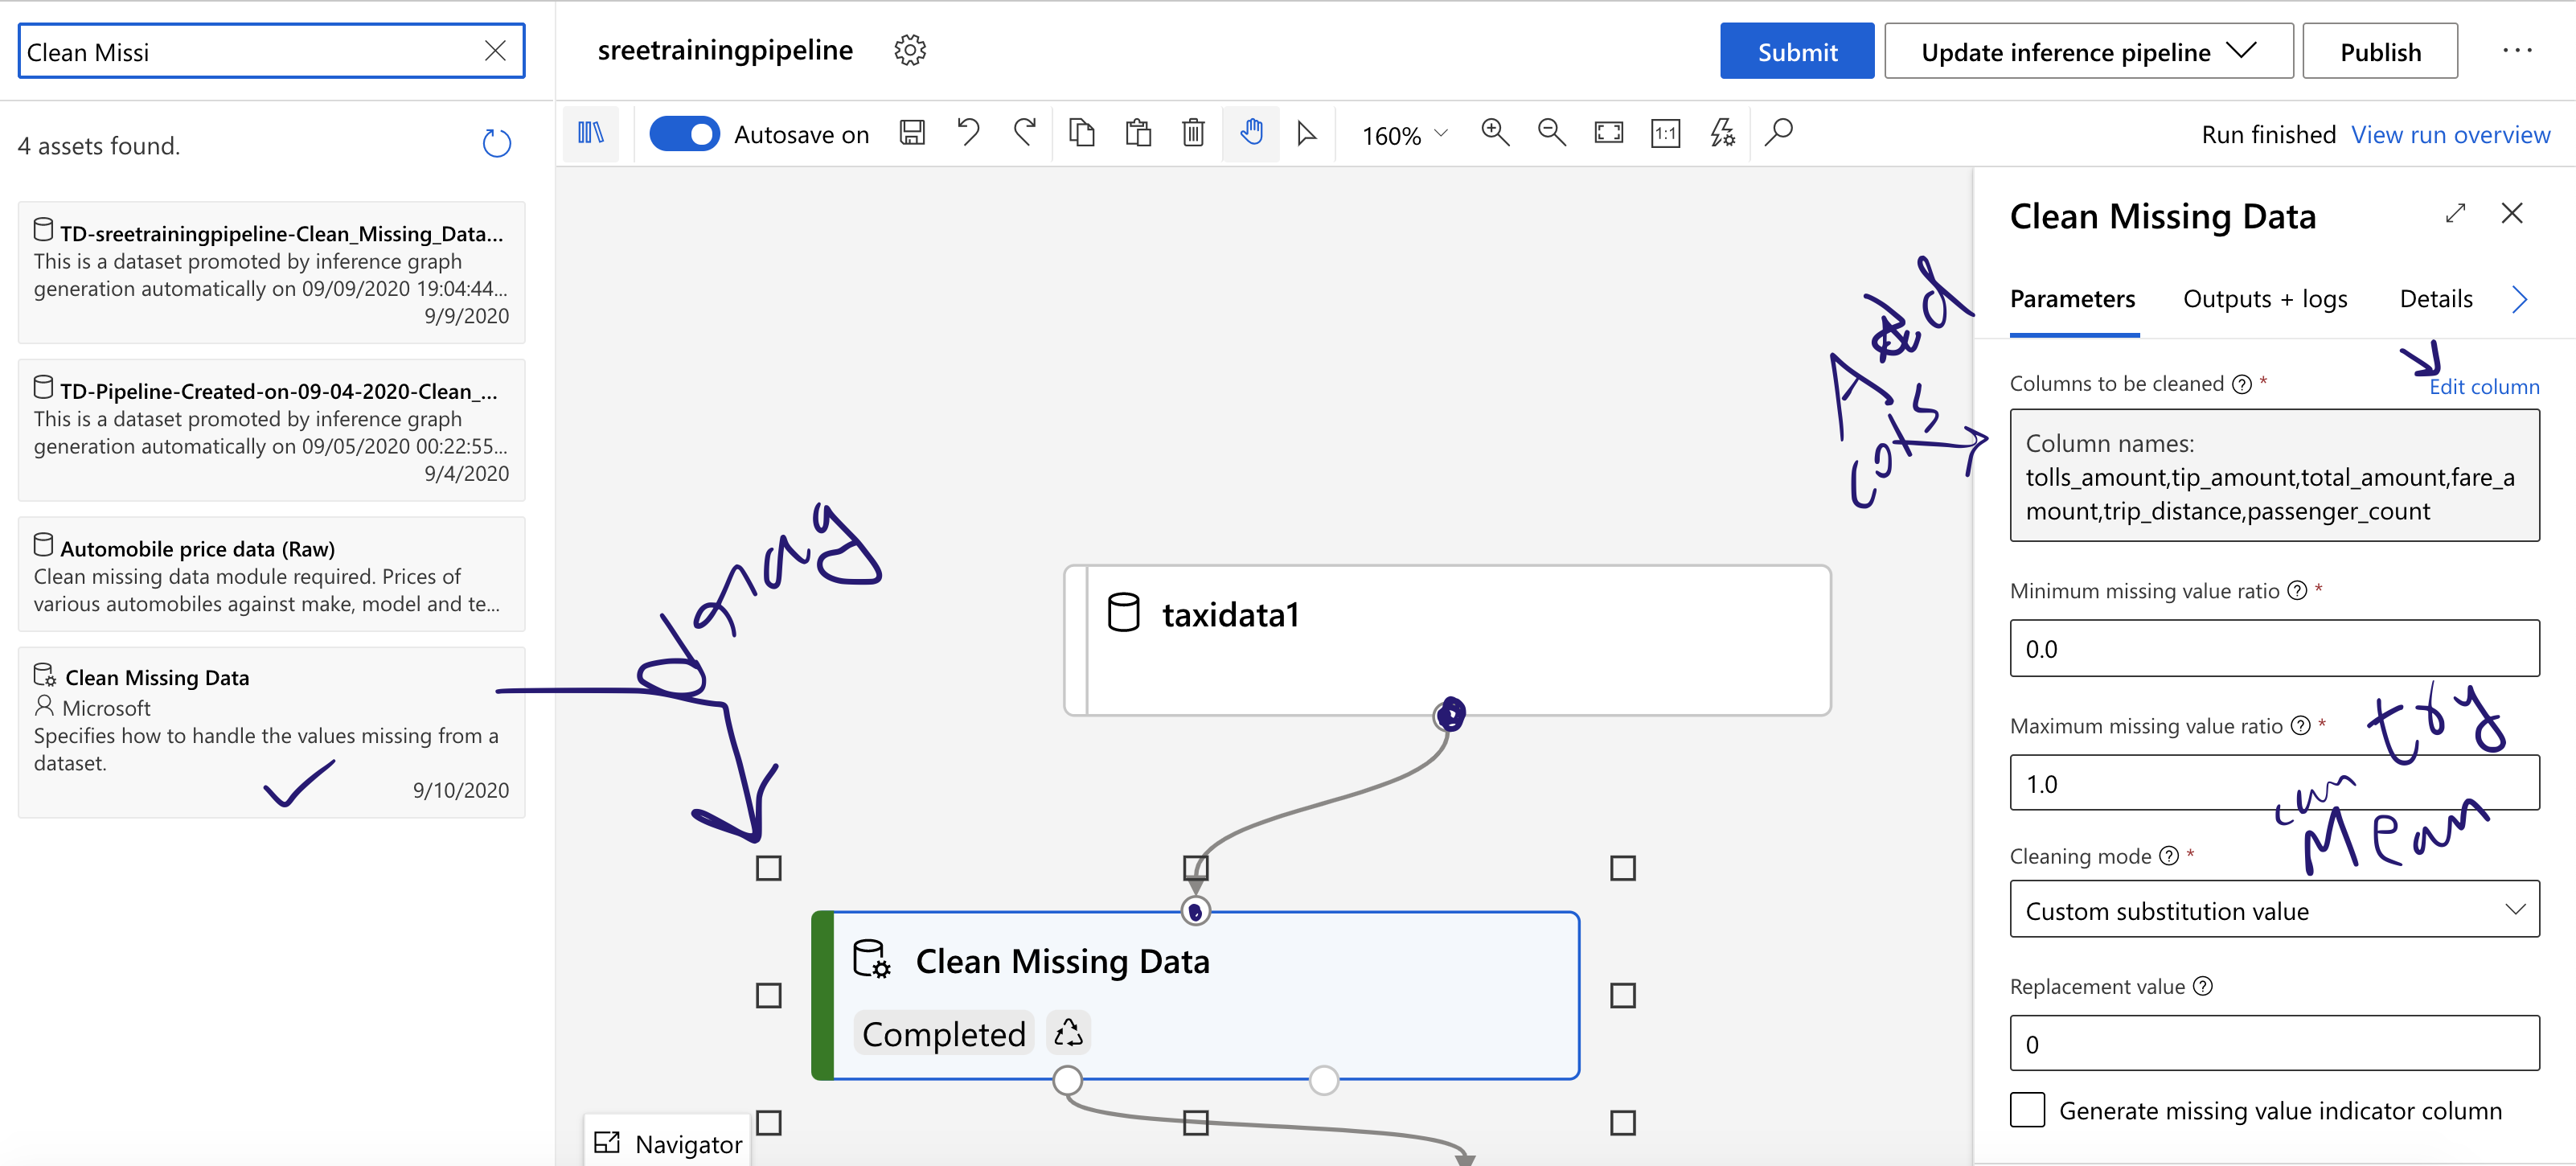 Clean Missi
sreetrainingpipeline
Submit
Update inference pipeline
Publish
4 assets found.
Autosave on
160%
1:1
Run finished
View run overview
TD-sreetrainingpipeline-Clean_Missing_Data...
This is a dataset promoted by inference graph
generation automatically on 09/09/2020 19:04:44...
9/9/2020
TD-Pipeline-Created-on-09-04-2020-Clean_...
This is a dataset promoted by inference graph
generation automatically on 09/05/2020 00:22:55...
9/4/2020
Automobile price data (Raw)
Clean missing data module required. Prices of
various automobiles against make, model and te...
Clean Missing Data
Microsoft
Specifies how to handle the values missing from a
dataset.
9/10/2020
drag
taxidata1
Clean Missing Data
Completed
Navigator
Add
cols
Clean Missing Data
Parameters
Outputs + logs
Details
Columns to be cleaned ? *
Edit column
Column names:
tolls_amount,tip_amount,total_amount,fare_a
mount,trip_distance,passenger_count
Minimum missing value ratio ? *
0.0
Maximum missing value ratio ? *
try
1.0
can
Mean
Cleaning mode ? *
Custom substitution value
Replacement value ?
0
Generate missing value indicator column